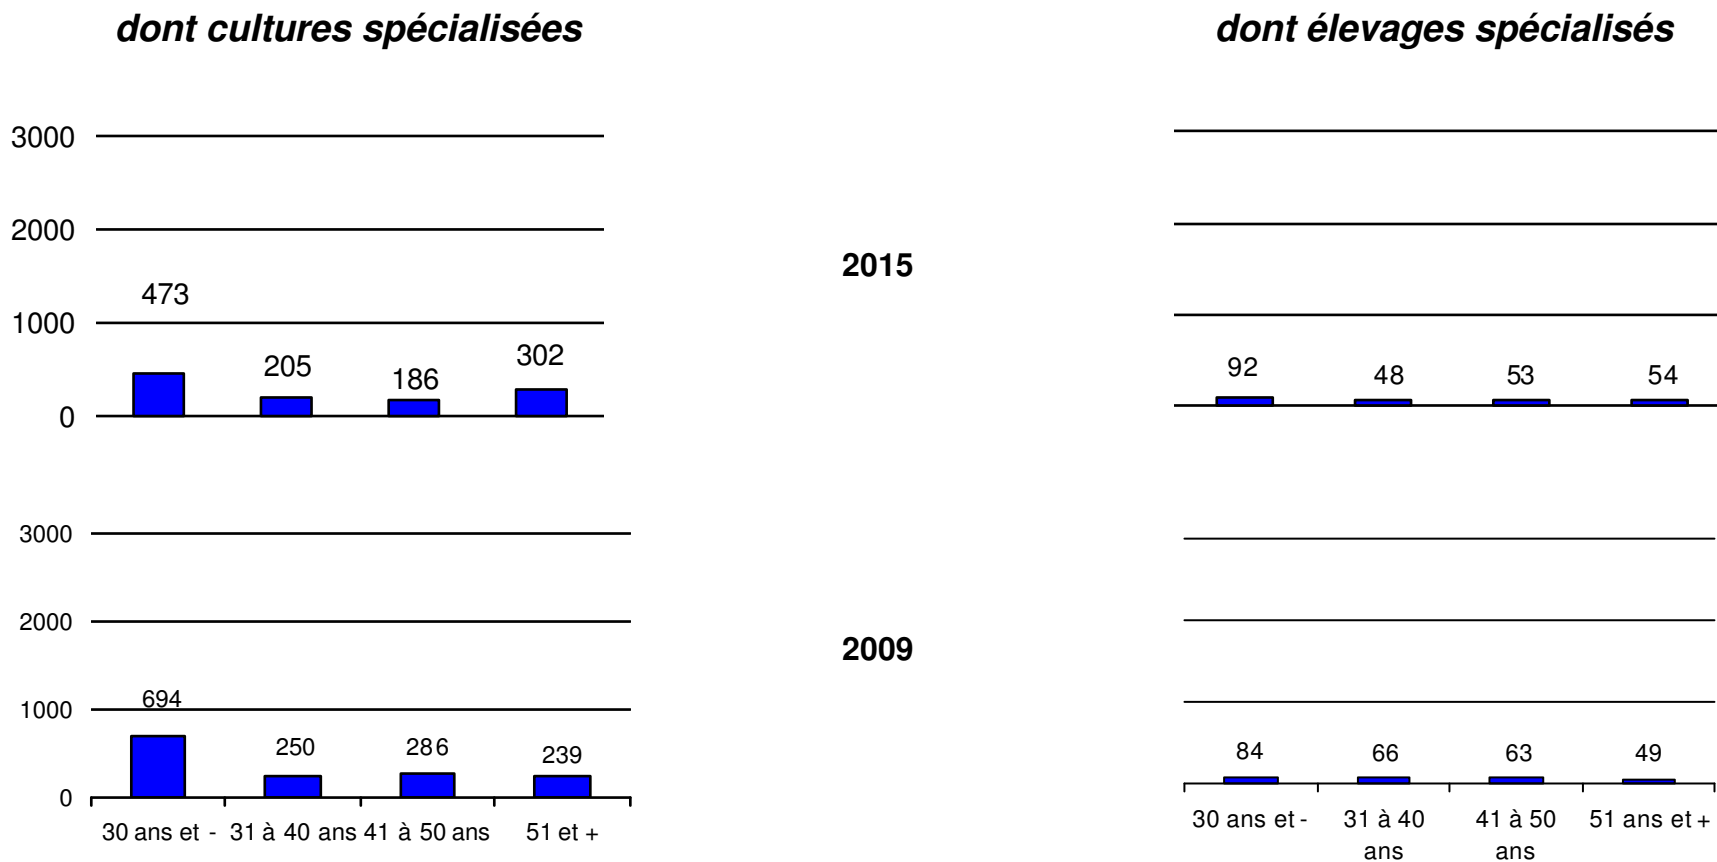 dont cultures spécialisées
dont élevages spécialisés
3000
2000
1000
0
473
205
186
302
2015
92
48
53
54
3000
2000
1000
0
694
250
286
239
30 ans et -
31 à 40 ans
41 à 50 ans
51 et +
2009
84
66
63
49
30 ans et -
31 à 40
ans
41 à 50
ans
51 ans et +